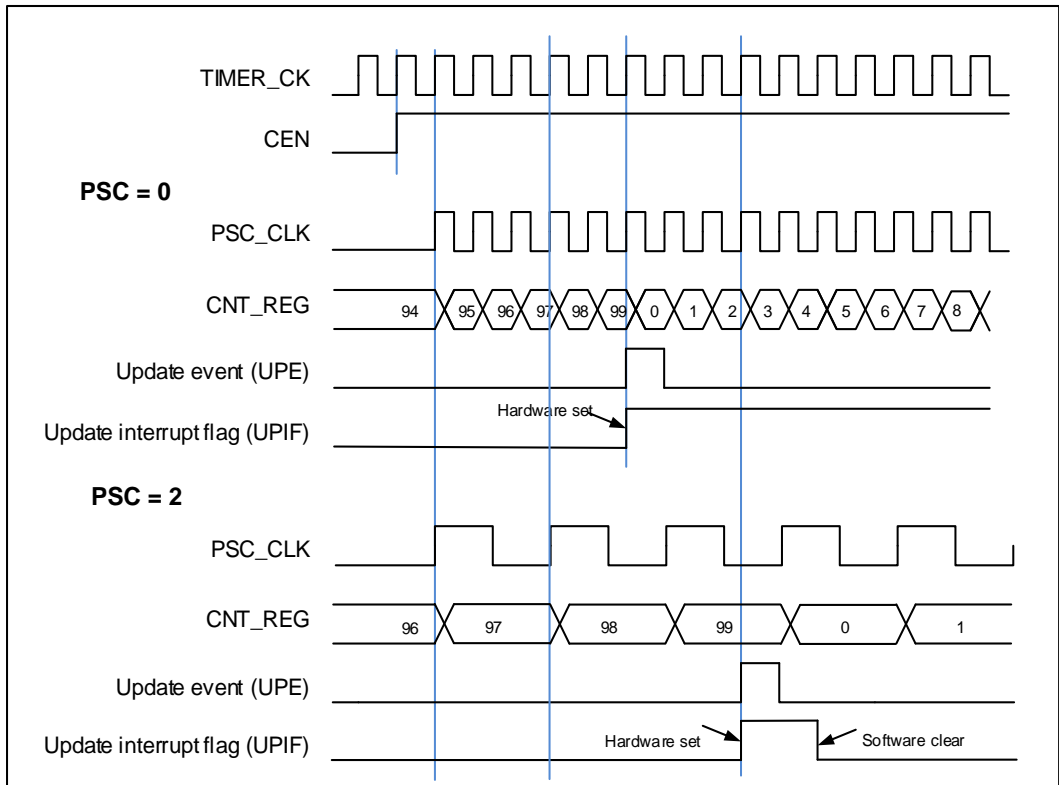 TIMER_CK
CEN
PSC = 0
PSC_CLK
CNT_REG 94 95 96 97 98 99 0 1 2 3 4 5 6 7 8
Update event (UPE)
Hardware set
Update interrupt flag (UPIF)
PSC = 2
PSC_CLK
CNT_REG 96 97 98 99 0 1
Update event (UPE)
Update interrupt flag (UPIF) Hardware set Software clear